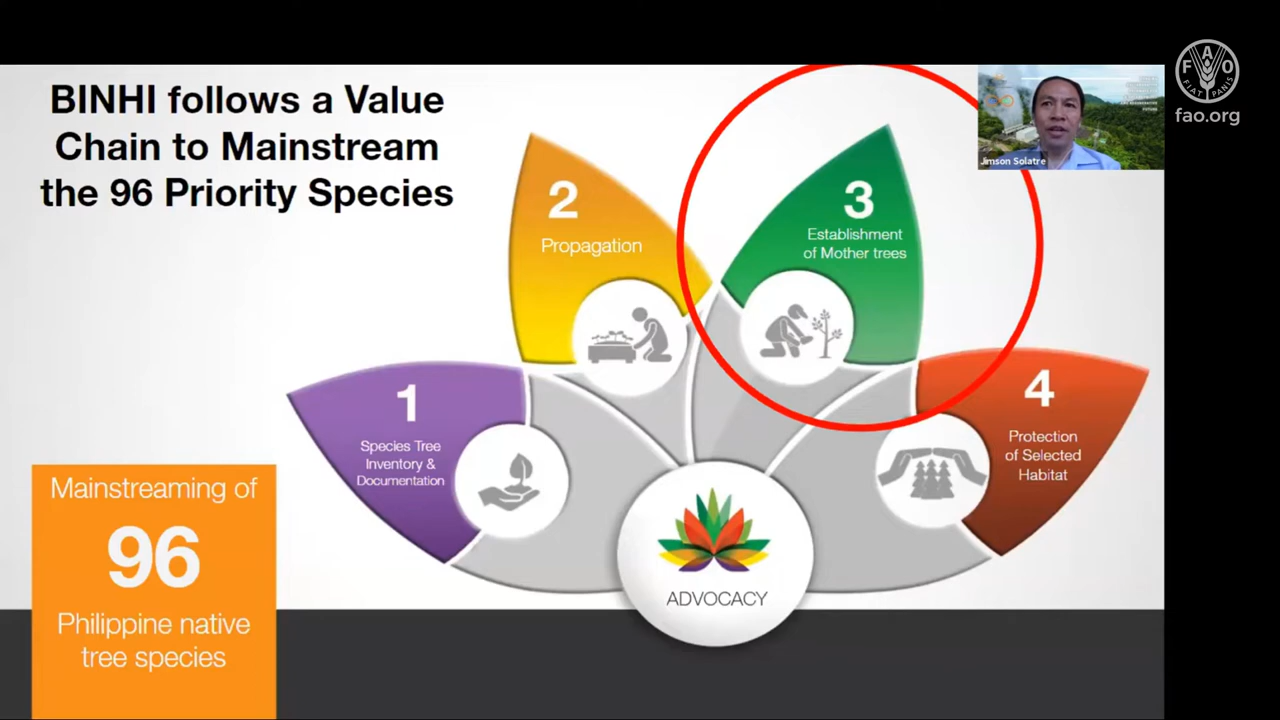 BINHI follows a Value
Chain to Mainstream
the 96 Priority Species
2
Propagation
3
Establishment
of Mother trees
1
Species Tree
Inventory &
Documentation
4
Protection
of Selected
Habitat
ADVOCACY
Mainstreaming of
96
Philippine native
tree species
Jimson Solatre
F A O
FIAT PANIS
fao.org